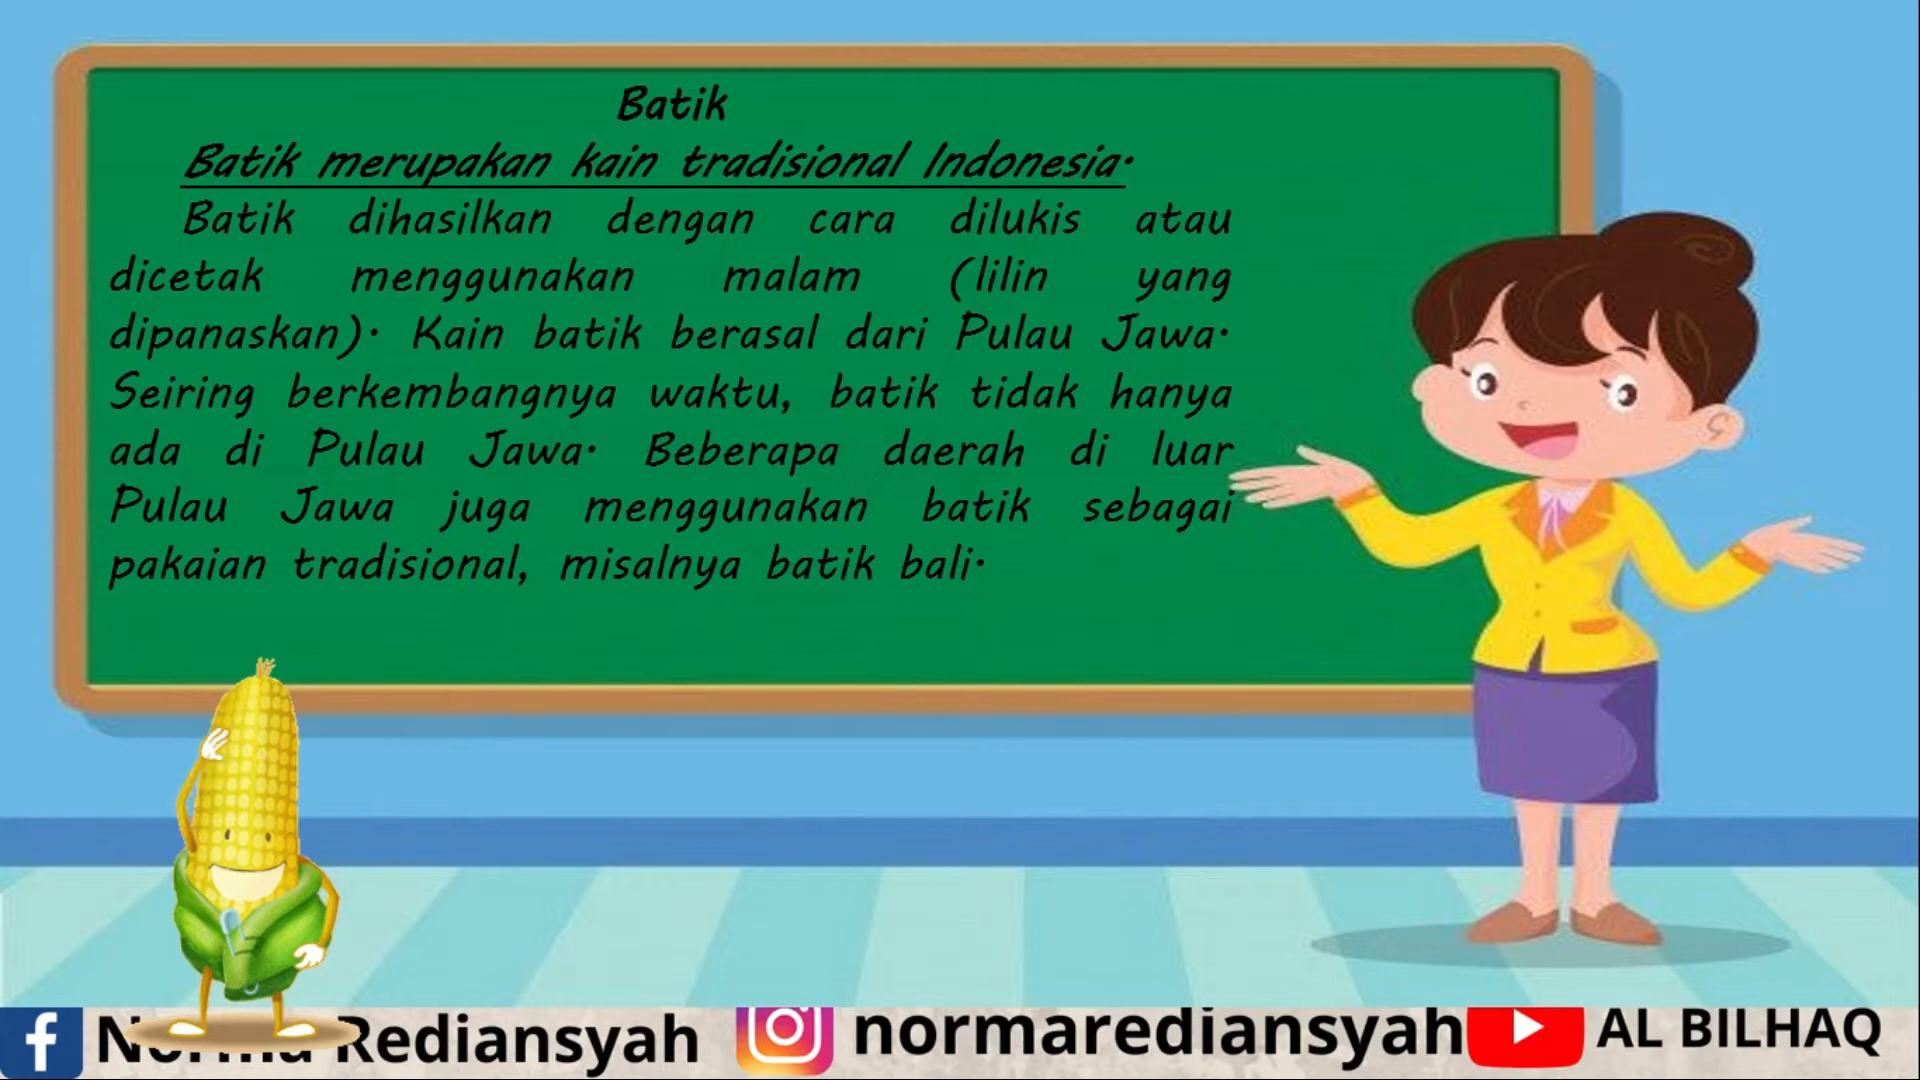 Batik
Batik merupakan kain tradisional Indonesia.
Batik dihasilkan dengan cara dilukis atau
dicetak menggunakan malam (lilin yang
dipanaskan). Kain batik berasal dari Pulau Jawa.
Seiring berkembangnya waktu, batik tidak hanya
ada di Pulau Jawa. Beberapa daerah di luar
Pulau Jawa juga menggunakan batik sebagai
pakaian tradisional, misalnya batik bali.
Norma Rediansyah
normarediansyah
AL BILHAQ